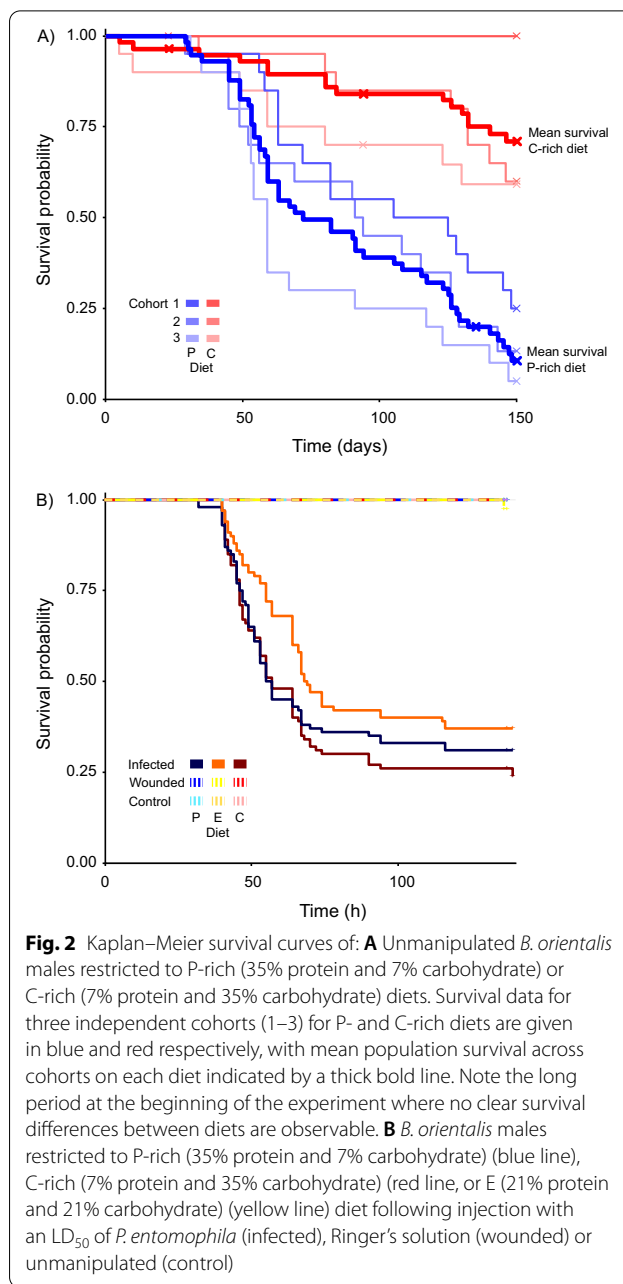 A)
1.00
0.75
0.50
0.25
0.00
Survival probability
Mean survival
C-rich diet
Mean survival
P-rich diet
Cohort 1
2
3
P C
Diet
0 50 100 150
Time (days)
B)
1.00
0.75
0.50
0.25
0.00
Survival probability
Infected
Wounded
Control
P E C
Diet
0 50 100
Time (h)
Fig. 2 Kaplan–Meier survival curves of: A Unmanipulated B. orientalis
males restricted to P-rich (35% protein and 7% carbohydrate) or
C-rich (7% protein and 35% carbohydrate) diets. Survival data for
three independent cohorts (1–3) for P- and C-rich diets are given
in blue and red respectively, with mean population survival across
cohorts on each diet indicated by a thick bold line. Note the long
period at the beginning of the experiment where no clear survival
differences between diets are observable. B B. orientalis males
restricted to P-rich (35% protein and 7% carbohydrate) (blue line),
C-rich (7% protein and 35% carbohydrate) (red line, or E (21% protein
and 21% carbohydrate) (yellow line) diet following injection with
an LD50 of P. entomophila (infected), Ringer's solution (wounded) or
unmanipulated (control)